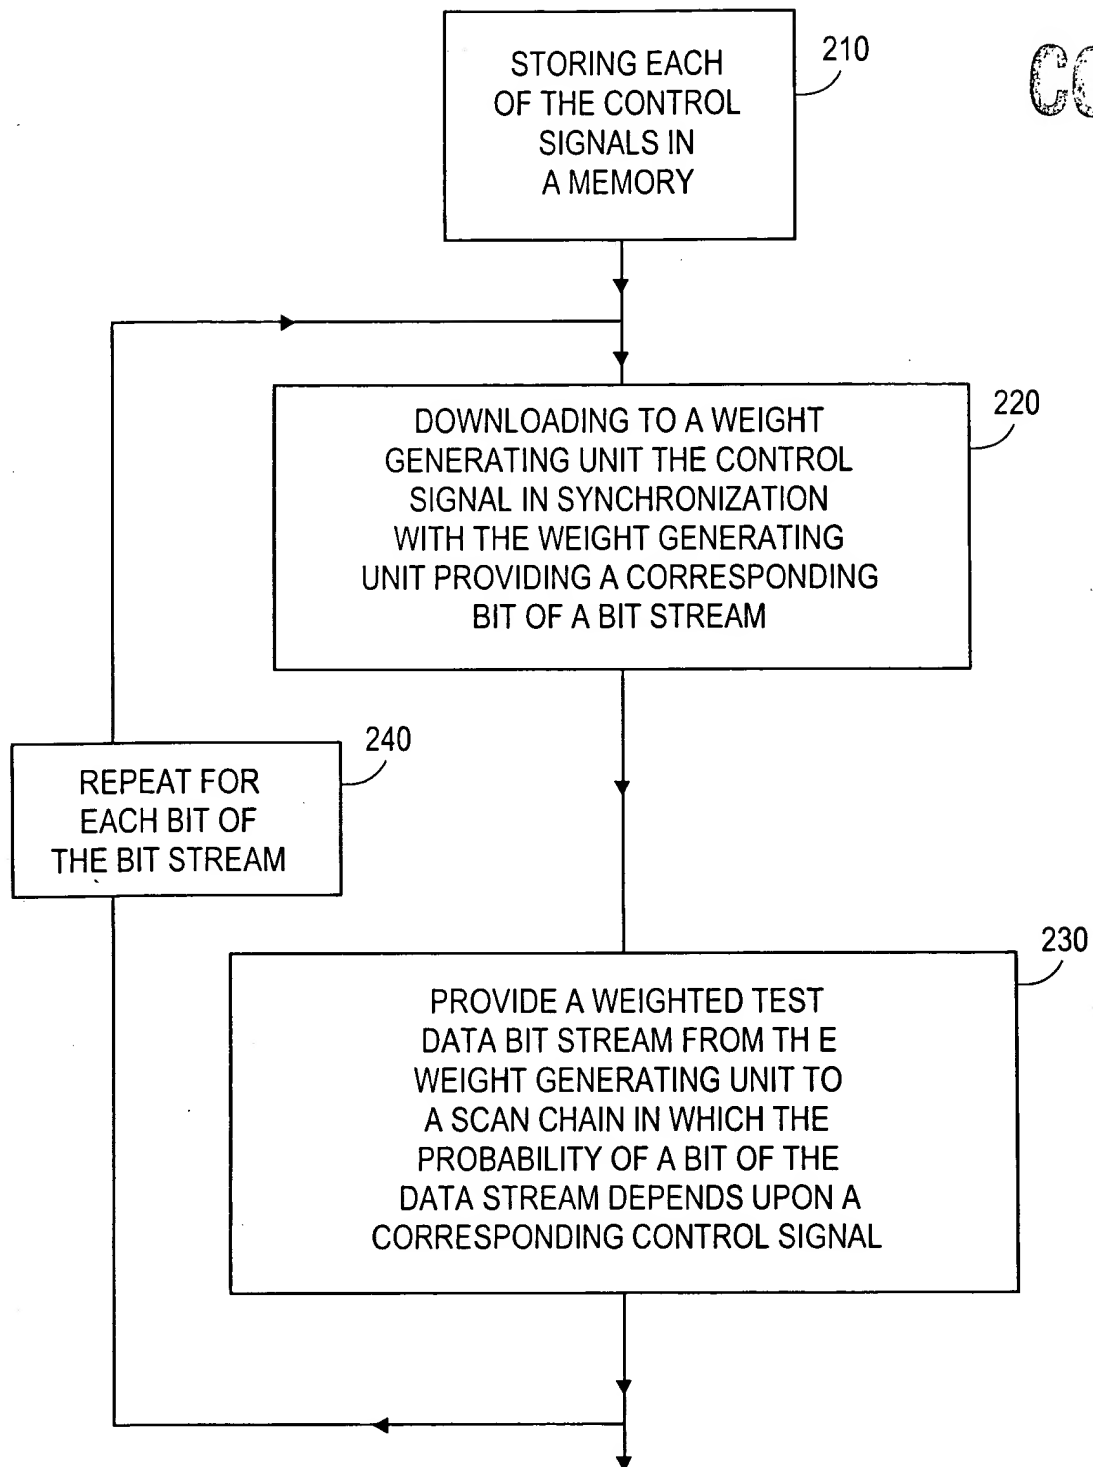 STORING EACH
OF THE CONTROL
SIGNALS IN
A MEMORY
210
DOWNLOADING TO A WEIGHT
GENERATING UNIT THE CONTROL
SIGNAL IN SYNCHRONIZATION
WITH THE WEIGHT GENERATING
UNIT PROVIDING A CORRESPONDING
BIT OF A BIT STREAM
220
REPEAT FOR
EACH BIT OF
THE BIT STREAM
240
PROVIDE A WEIGHTED TEST
DATA BIT STREAM FROM TH E
WEIGHT GENERATING UNIT TO
A SCAN CHAIN IN WHICH THE
PROBABILITY OF A BIT OF THE
DATA STREAM DEPENDS UPON A
CORRESPONDING CONTROL SIGNAL
230